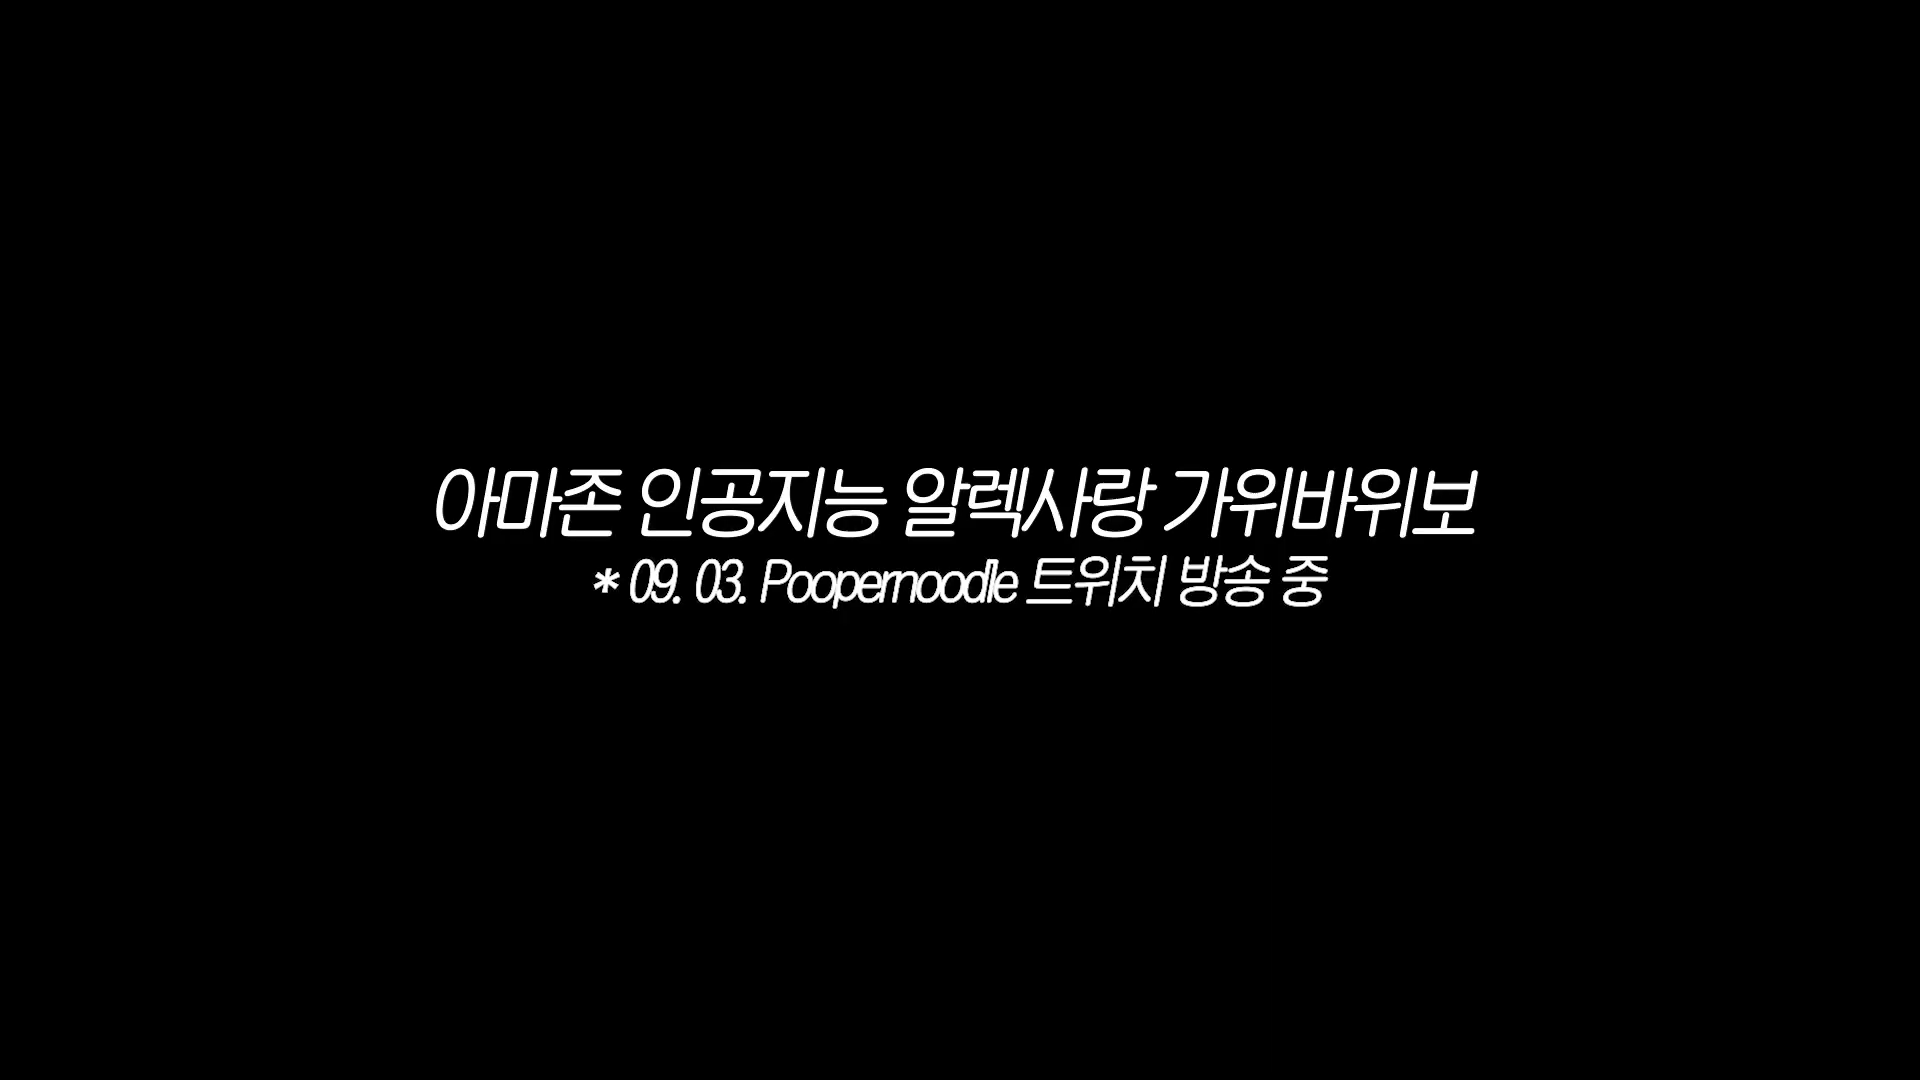 아마존 인공지능 알렉사랑 가위바위보
* 09. 03. Poopernoodle 트위치 방송 중